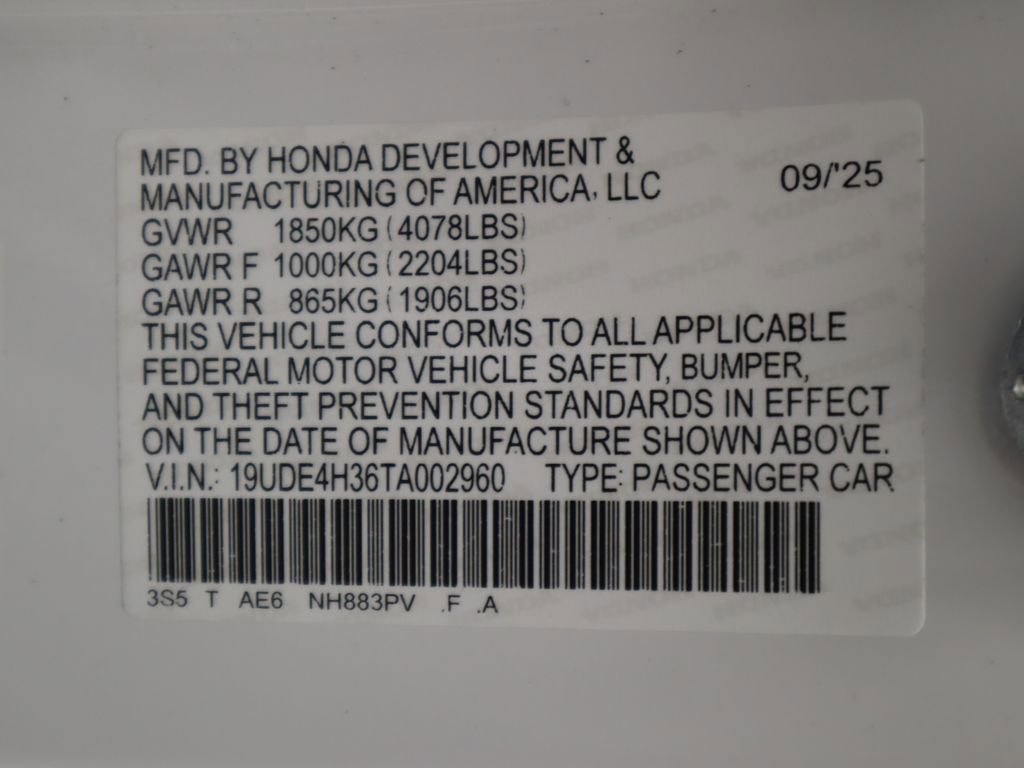 MFD. BY HONDA DEVELOPMENT &
MANUFACTURING OF AMERICA, LLC 09/'25
GVWR 1850KG (4078LBS)
GAWR F 1000KG (2204LBS)
GAWR R 865KG (1906LBS)
THIS VEHICLE CONFORMS TO ALL APPLICABLE
FEDERAL MOTOR VEHICLE SAFETY, BUMPER,
AND THEFT PREVENTION STANDARDS IN EFFECT
ON THE DATE OF MANUFACTURE SHOWN ABOVE.
V.I.N.: 19UDE4H36TA002960 TYPE: PASSENGER CAR
3S5 T AE6 NH883PV .F .A